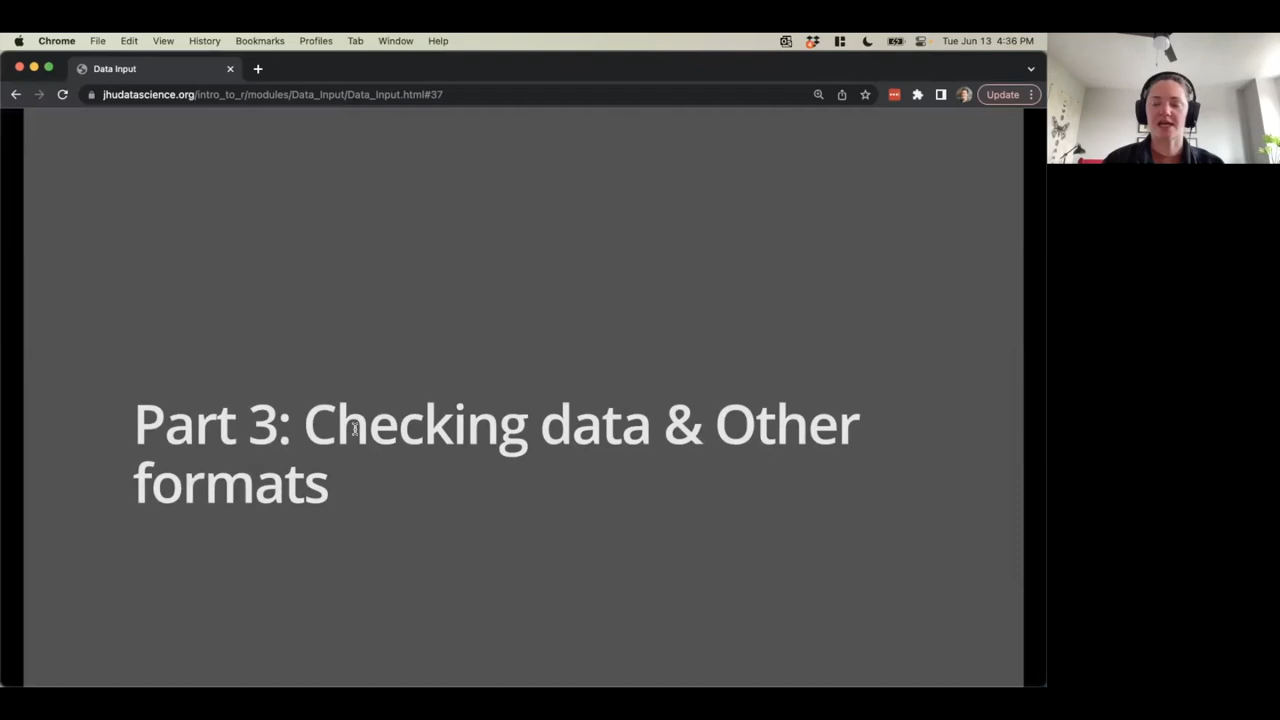 Chrome File Edit View History Bookmarks Profiles Tab Window Help Tue Jun 13 4:36 PM
Data Input
jhudatascience.org/intro_to_r/modules/Data_Input/Data_Input.html#37 Update
Part 3: Checking data & Other
formats